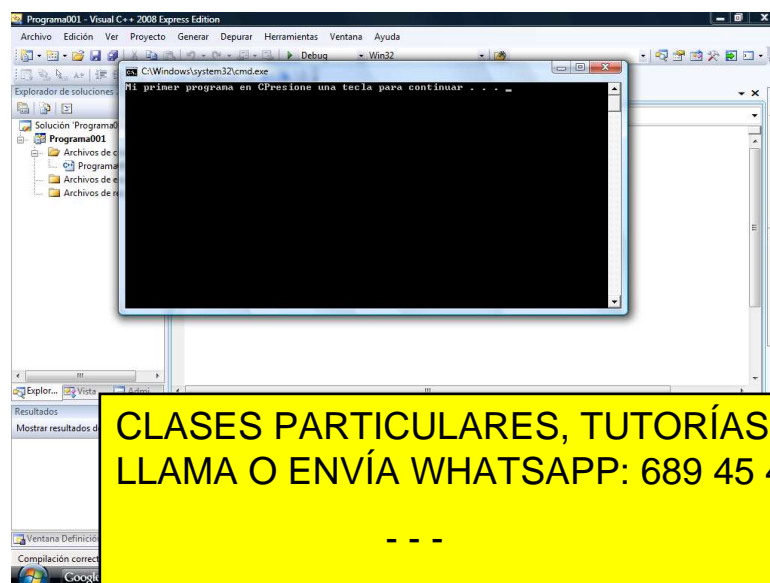 Programa001 - Visual C++ 2008 Express Edition
Archivo Edición Ver Proyecto Generar Depurar Herramientas Ventana Ayuda
Debug Win32
Explorador de soluciones
C:\Windows\system32\cmd.exe
Mi primer programa en CPresione una tecla para continuar . . . _
Solución 'Programa0
Programa001
Archivos de c
Programa
Archivos de e
Archivos de re
Explor... Vista Admi...
Resultados
Mostrar resultados d
CLASES PARTICULARES, TUTORÍAS
LLAMA O ENVÍA WHATSAPP: 689 45 4
- - -
Ventana Definició
Compilación correct
Google